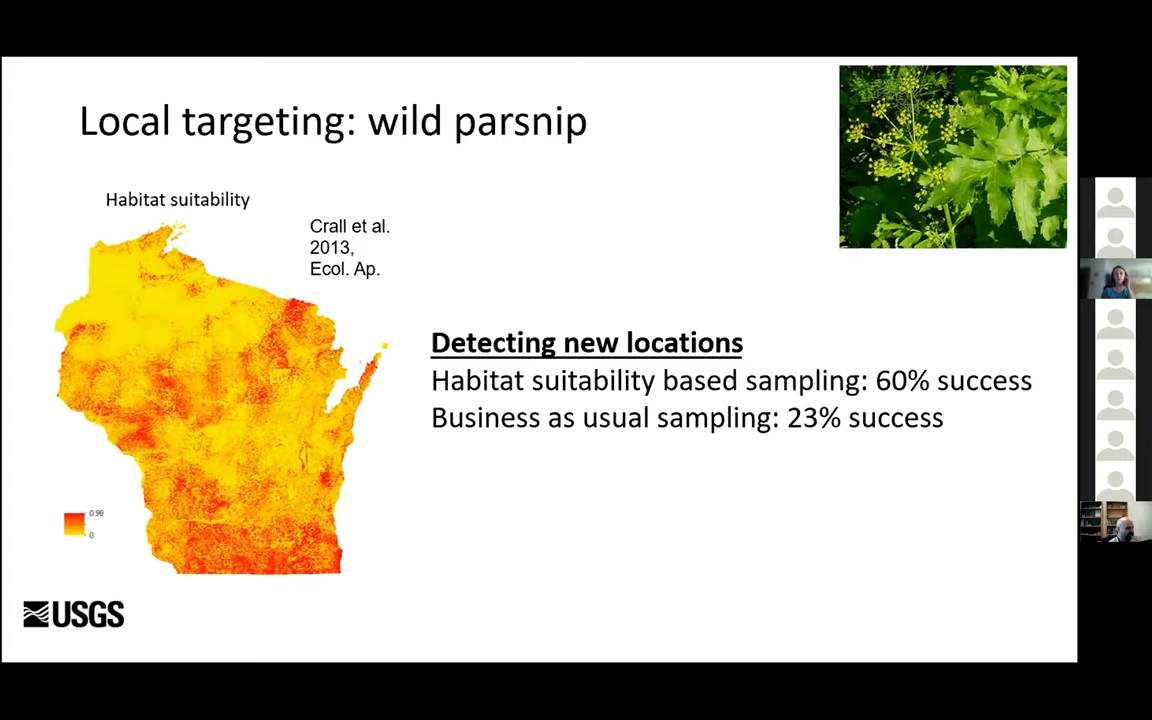 Local targeting: wild parsnip
Habitat suitability
Crall et al.
2013,
Ecol. Ap.
Detecting new locations
Habitat suitability based sampling: 60% success
Business as usual sampling: 23% success
0.98
0
USGS